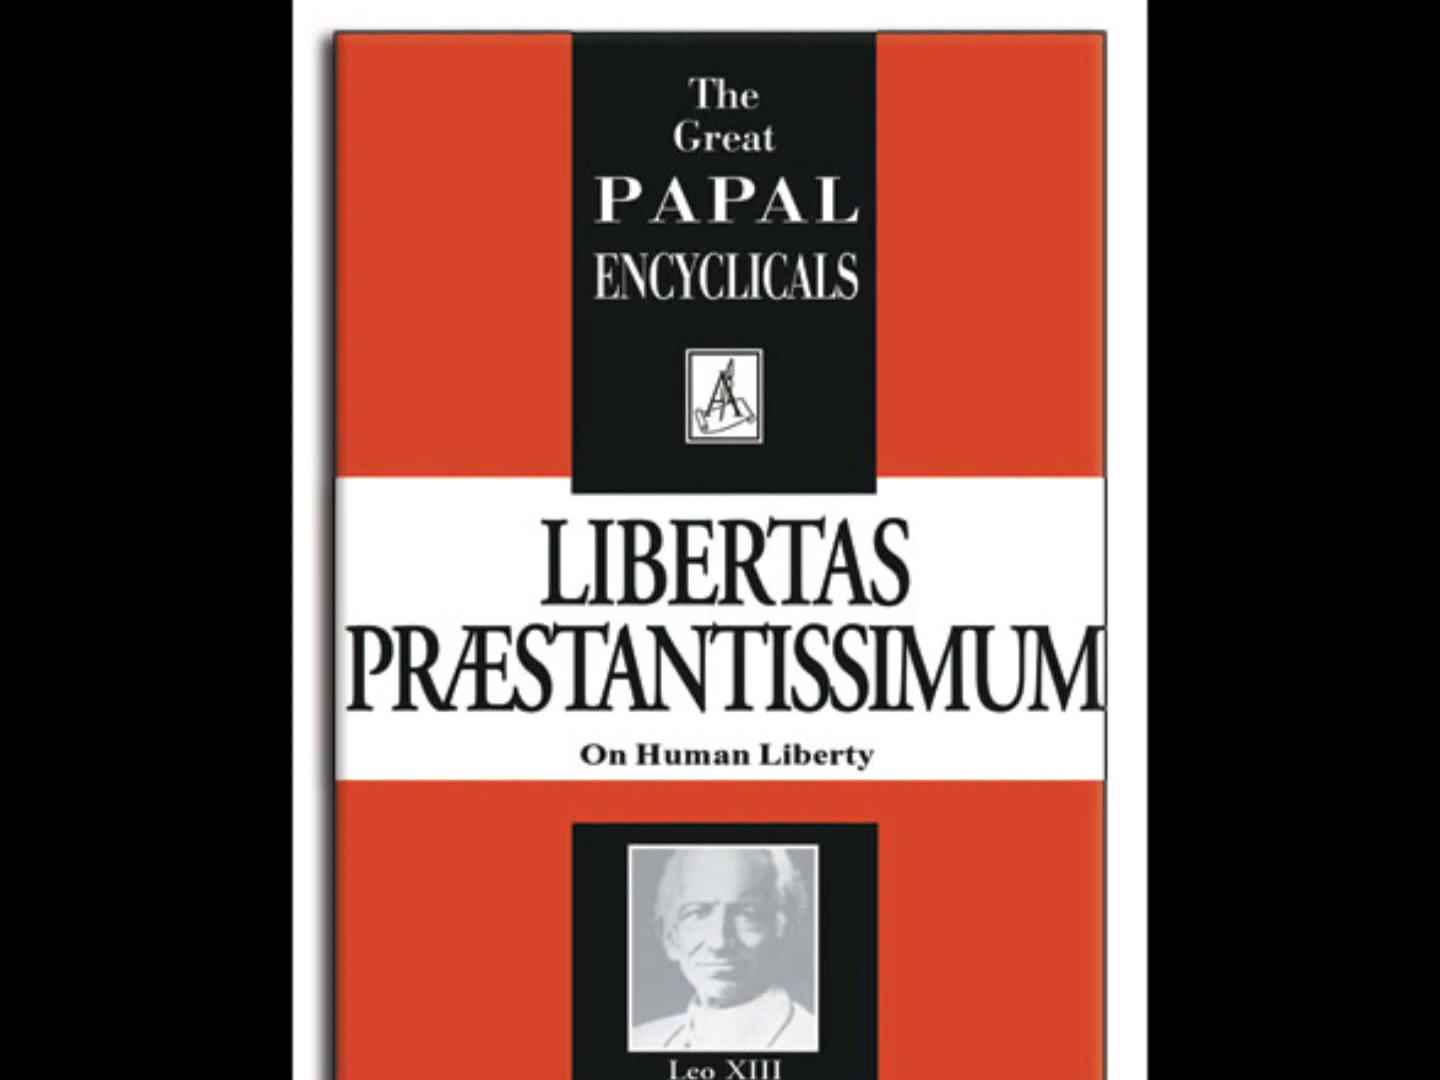 The
Great
PAPAL
ENCYCLICALS
LIBERTAS
PRÆSTANTISSIMUM
On Human Liberty
Leo XIII